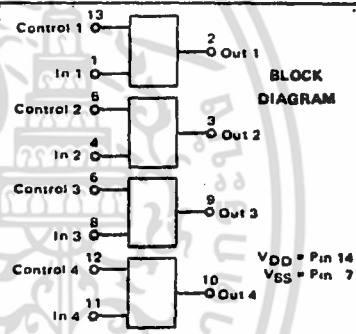 13
Control 1
2
Out 1
1
In 1
BLOCK
DIAGRAM
5
Control 2
3
Out 2
4
In 2
6
Control 3
9
Out 3
8
In 3
VDD = Pin 14
VSS = Pin 7
12
Control 4
10
Out 4
11
In 4